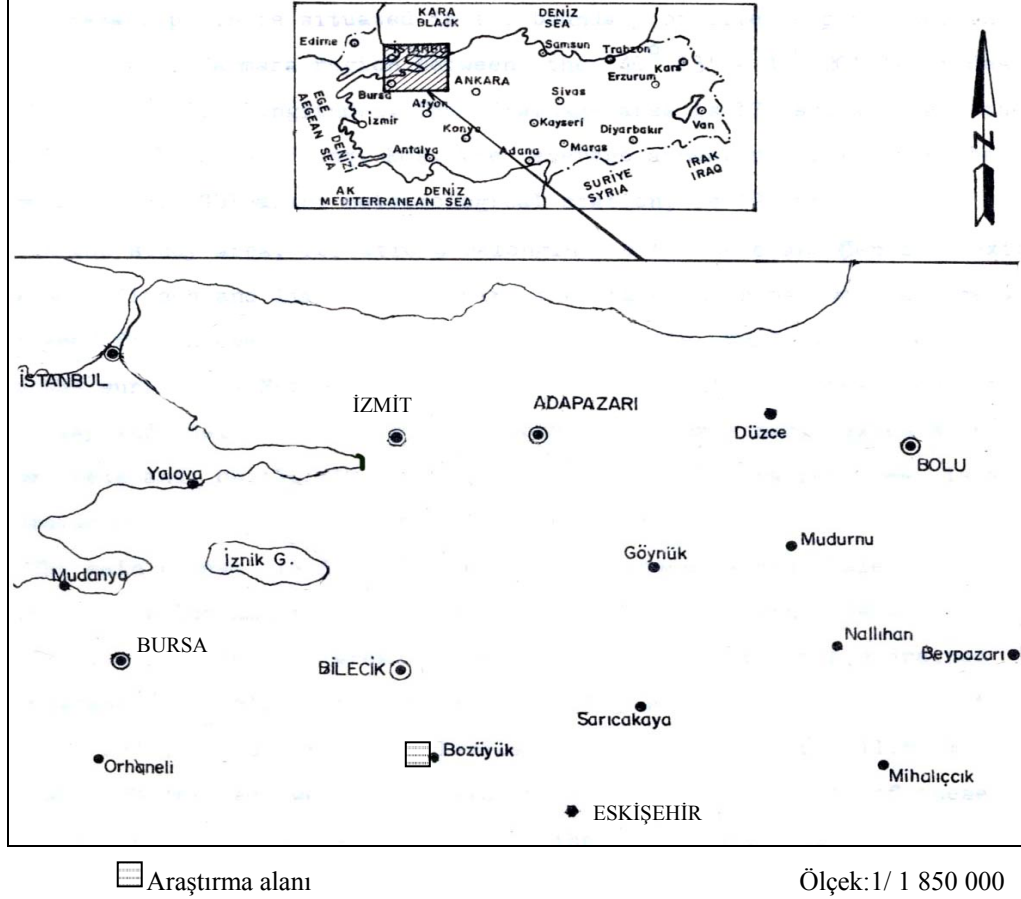 KARA DENİZ
BLACK SEA
Edirne
İSTANBUL
Samsun
Trabzon
Kars
Bursa
ANKARA
Erzurum
Sivas
EGE DENİZİ
AEGEAN SEA
Afyon
İzmir
Kayseri
Van
Konya
Diyarbakır
Antalya
Adana
Maras
SURİYE
SYRIA
IRAK
IRAQ
AK DENİZ
MEDITERRANEAN SEA
N
İSTANBUL
İZMİT
ADAPAZARI
Düzce
BOLU
Yalova
Mudurnu
Göynük
İznik G.
Mudanya
Nallıhan
BURSA
Beypazarı
BİLECİK
Sarıcakaya
Bozüyük
Orhaneli
Mihalıççık
ESKİŞEHİR
Araştırma alanı
Ölçek:1/ 1 850 000